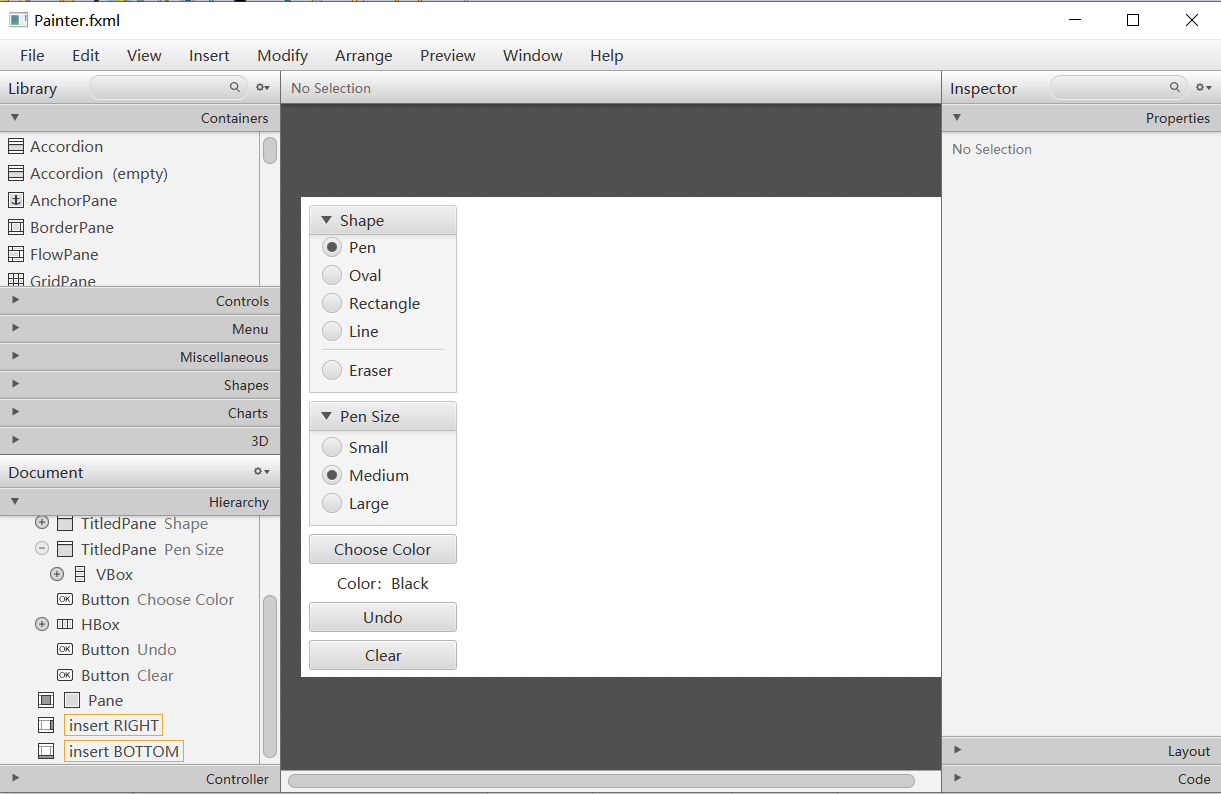 Painter.fxml
File Edit View Insert Modify Arrange Preview Window Help
Library
Containers
Accordion
Accordion (empty)
AnchorPane
BorderPane
FlowPane
GridPane
Controls
Menu
Miscellaneous
Shapes
Charts
3D
Document
Hierarchy
TitledPane Shape
TitledPane Pen Size
VBox
OK Button Choose Color
HBox
OK Button Undo
OK Button Clear
Pane
insert RIGHT
insert BOTTOM
Controller
No Selection
Shape
Pen
Oval
Rectangle
Line
Eraser
Pen Size
Small
Medium
Large
Choose Color
Color: Black
Undo
Clear
Inspector
Properties
No Selection
Layout
Code